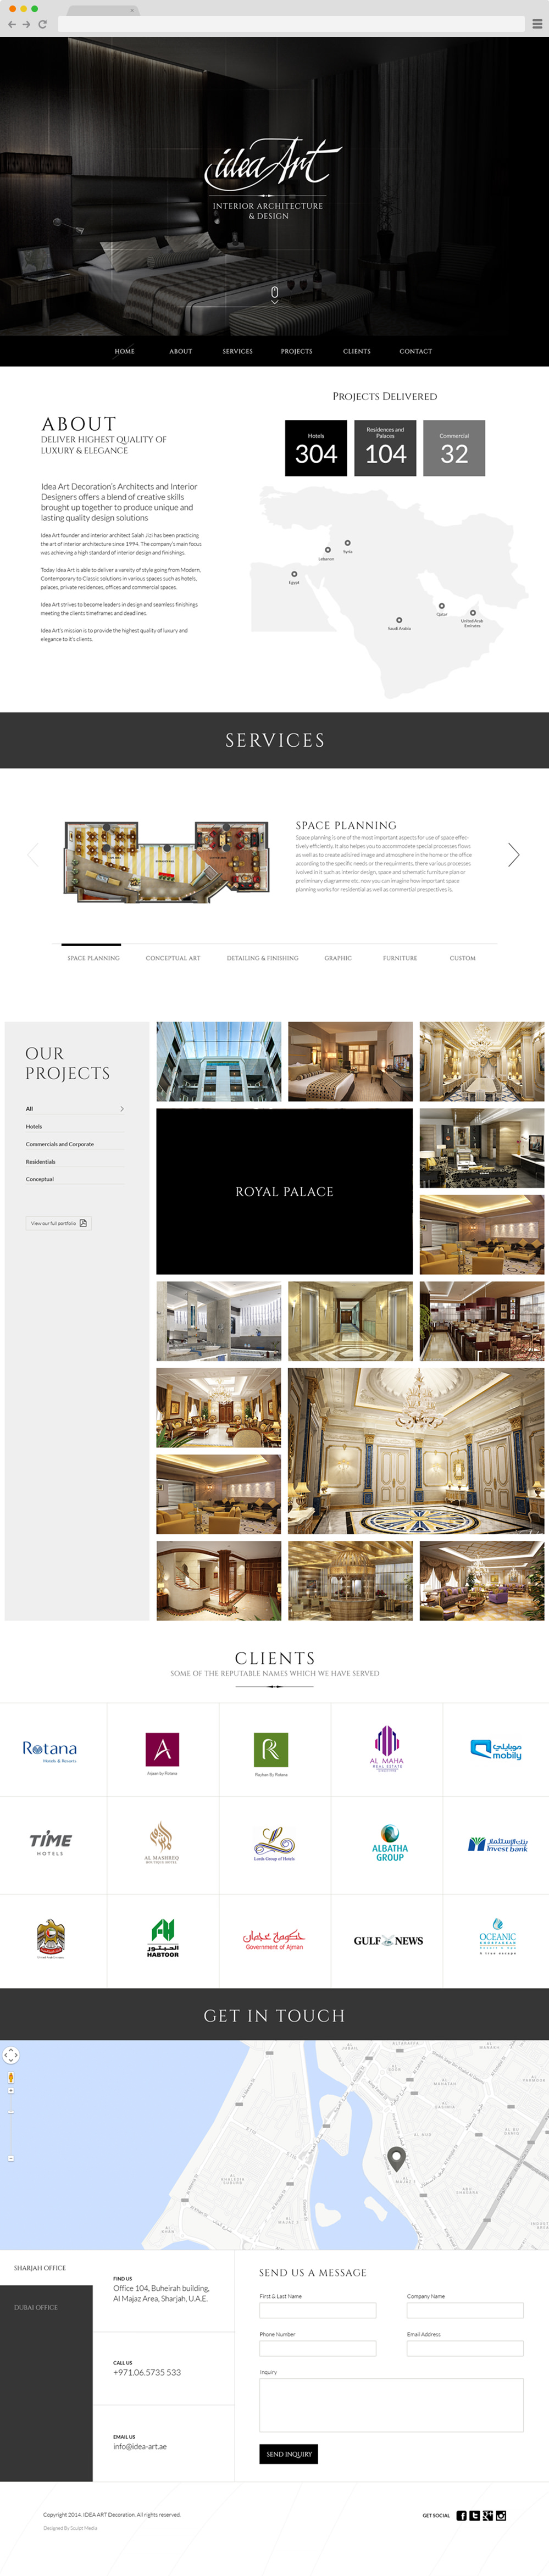 idea Art
INTERIOR ARCHITECTURE
& DESIGN
HOME ABOUT SERVICES PROJECTS CLIENTS CONTACT
ABOUT
DELIVER HIGHEST QUALITY OF
LUXURY & ELEGANCE
Idea Art Decoration's Architects and Interior
Designers offers a blend of creative skills
brought up together to produce unique and
lasting quality design solutions
Idea Art founder and interior architect Salah Jizi has been practicing
the art of interior architecture since 1994. The company's main focus
was achieving a high standard of interior design and finishings.
Today Idea Art is able to deliver a vareity of style going from Modern,
Contemporary to Classic solutions in various spaces such as hotels,
palaces, private residences, offices and commercial spaces.
Idea Art strives to become leaders in design and seamless finishings
meeting the clients timeframes and deadlines.
Idea Art's mission is to provide the highest quality of luxury and
elegance to it's clients.
PROJECTS DELIVERED
Hotels
304
Residences and
Palaces
104
Commercial
32
Syria
Lebanon
Egypt
Qatar
United Arab
Emirates
Saudi Arabia
SERVICES
SPACE PLANNING
Space planning is one of the most important aspects for use of space effec-
tively efficiently. It also helps you to accommodate special processes flows
as well as to create ad/aired image and atmosphere in the home or the office
according to the specific needs or the requirments, there various processes
involved in it such as interior design, space and schematic furniture plan or
preliminary diagramme etc. now you can imagine how important space
planning works for residential as well as commertial prespectives is.
SPACE PLANNING CONCEPTUAL ART DETAILING & FINISHING GRAPHIC FURNITURE CUSTOM
OUR
PROJECTS
All
Hotels
Commercials and Corporate
Residentials
Conceptual
View our full portfolio
ROYAL PALACE
CLIENTS
SOME OF THE REPUTABLE NAMES WHICH WE HAVE SERVED
Rotana
Hotels & Resorts
A
Arjaan by Rotana
R
Rayhan By Rotana
AL MAHA
REAL ESTATE
موبايلي
mobily
TIME
HOTELS
AL MASHREQ
Lords Group of Hotels
ALBATHA
GROUP
بنك الاستثمار
Invest bank
الحبتور
HABTOOR
حكومة عجمان
Government of Ajman
GULF NEWS
OCEANIC
GET IN TOUCH
SHARJAH OFFICE
DUBAI OFFICE
FIND US
Office 104, Buheirah building,
Al Majaz Area, Sharjah, U.A.E.
CALL US
+971.06.5735 533
EMAIL US
info@idea-art.ae
SEND US A MESSAGE
First & Last Name Company Name
Phone Number Email Address
Inquiry
SEND INQUIRY
Copyright 2014. IDEA ART Decoration. All rights reserved.
Designed By Sculpt Media
GET SOCIAL